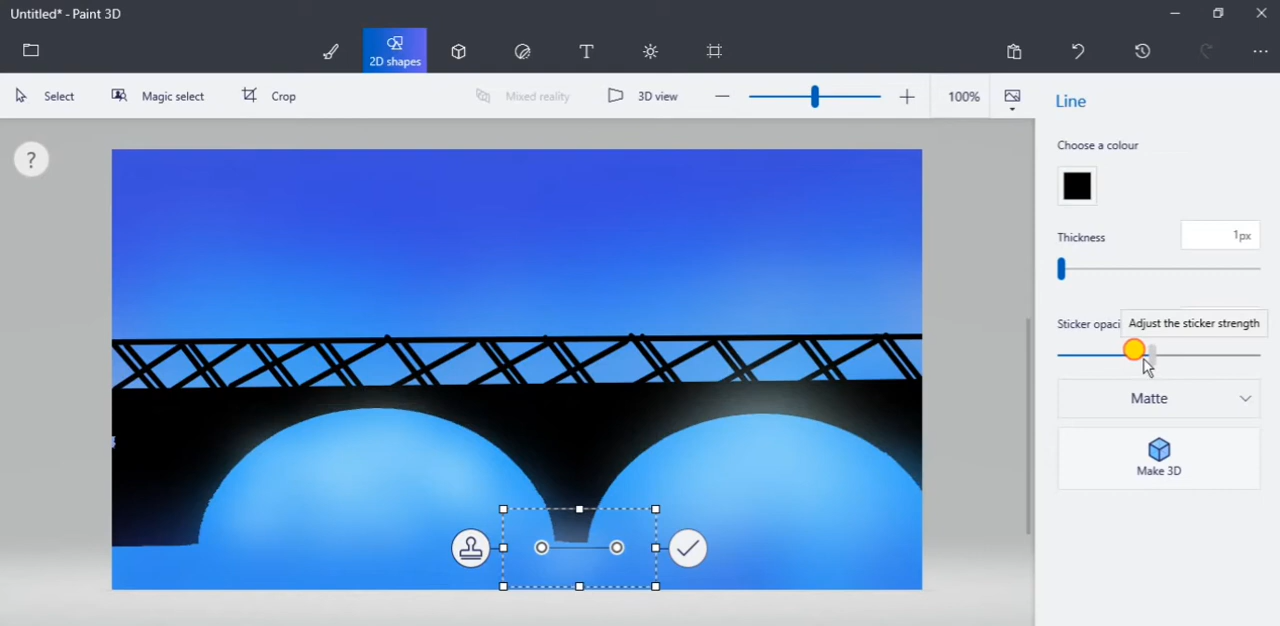 Untitled* - Paint 3D
2D shapes
T
Select
Magic select
Crop
Mixed reality
3D view
100%
Line
?
Choose a colour
Thickness
1px
Sticker opaci
Adjust the sticker strength
Matte
Make 3D